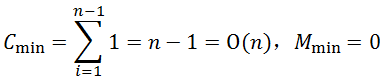 C_min = ∑_{i=1}^{n−1} 1 = n − 1 = O(n)，M_min = 0